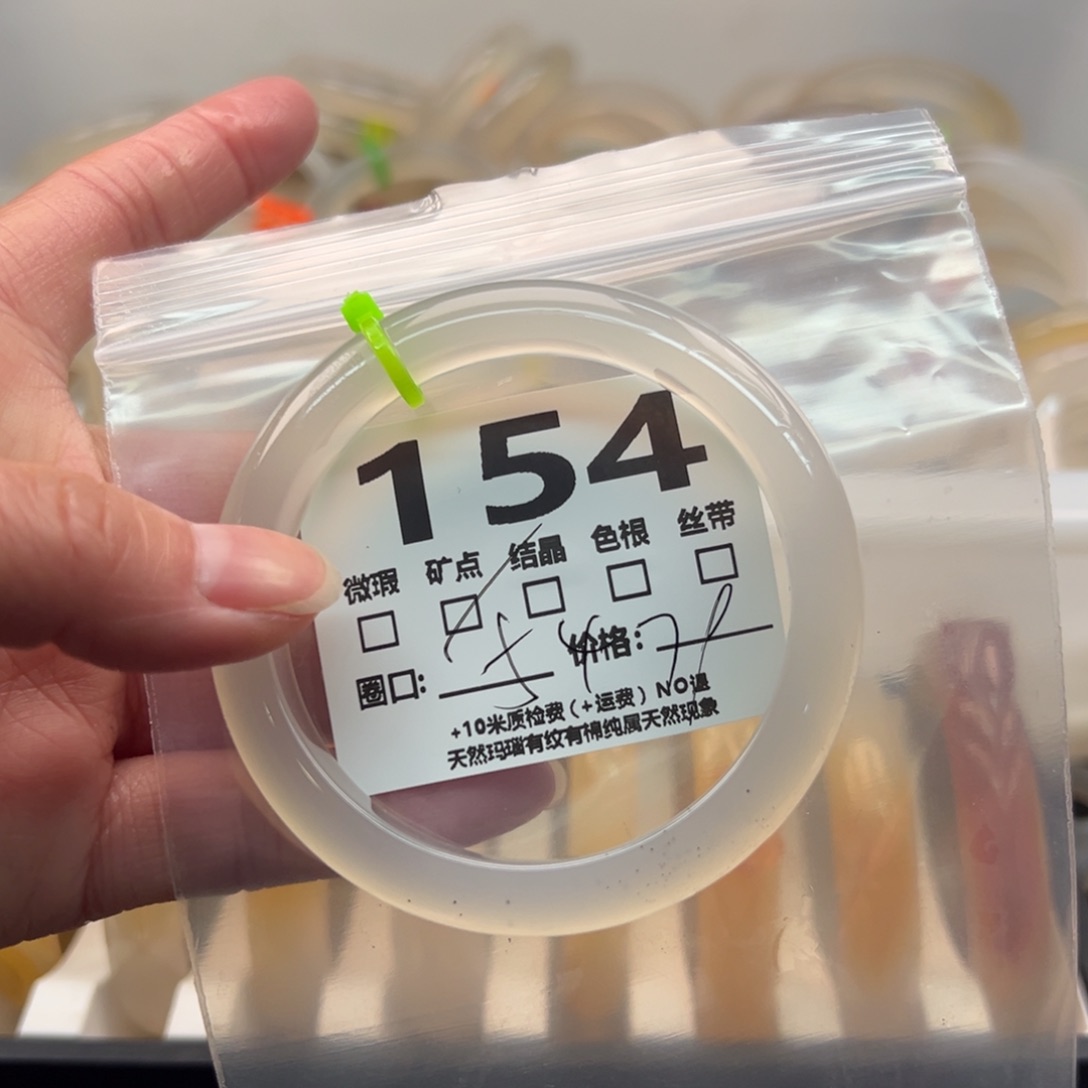 154
微瑕 矿点 结晶 色根 丝带
圈口: 价格:
+10米质检费(+运费)NO退
天然玛瑙有纹有棉纯属天然现象